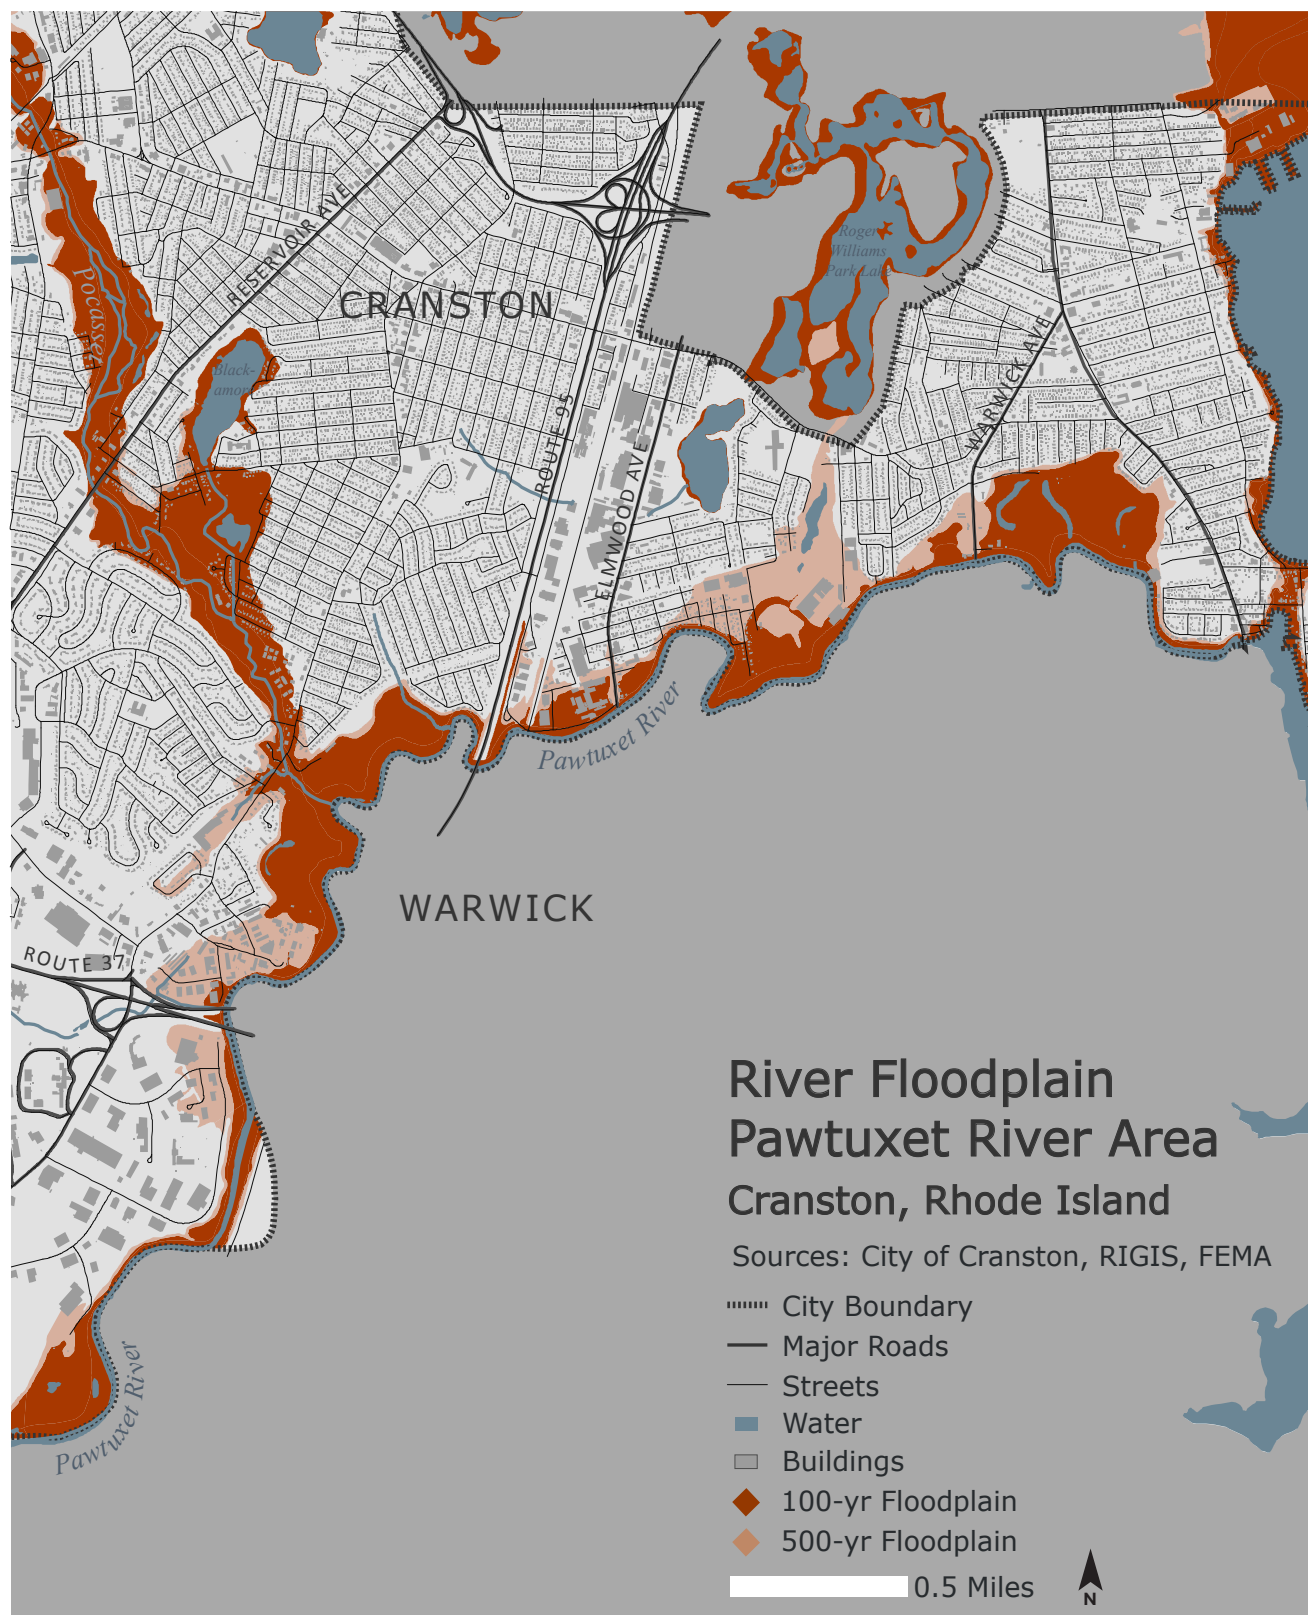 Roger
Williams
Park Lake
RESERVOIR AVE
Pocasset
CRANSTON
Black-
amore
WARWICK AVE
ROUTE 95
ELMWOOD AVE
Pawtuxet River
WARWICK
ROUTE 37
River Floodplain
Pawtuxet River Area
Cranston, Rhode Island
Sources: City of Cranston, RIGIS, FEMA
City Boundary
Major Roads
Streets
Water
Buildings
100-yr Floodplain
500-yr Floodplain
0.5 Miles
N
Pawtuxet River